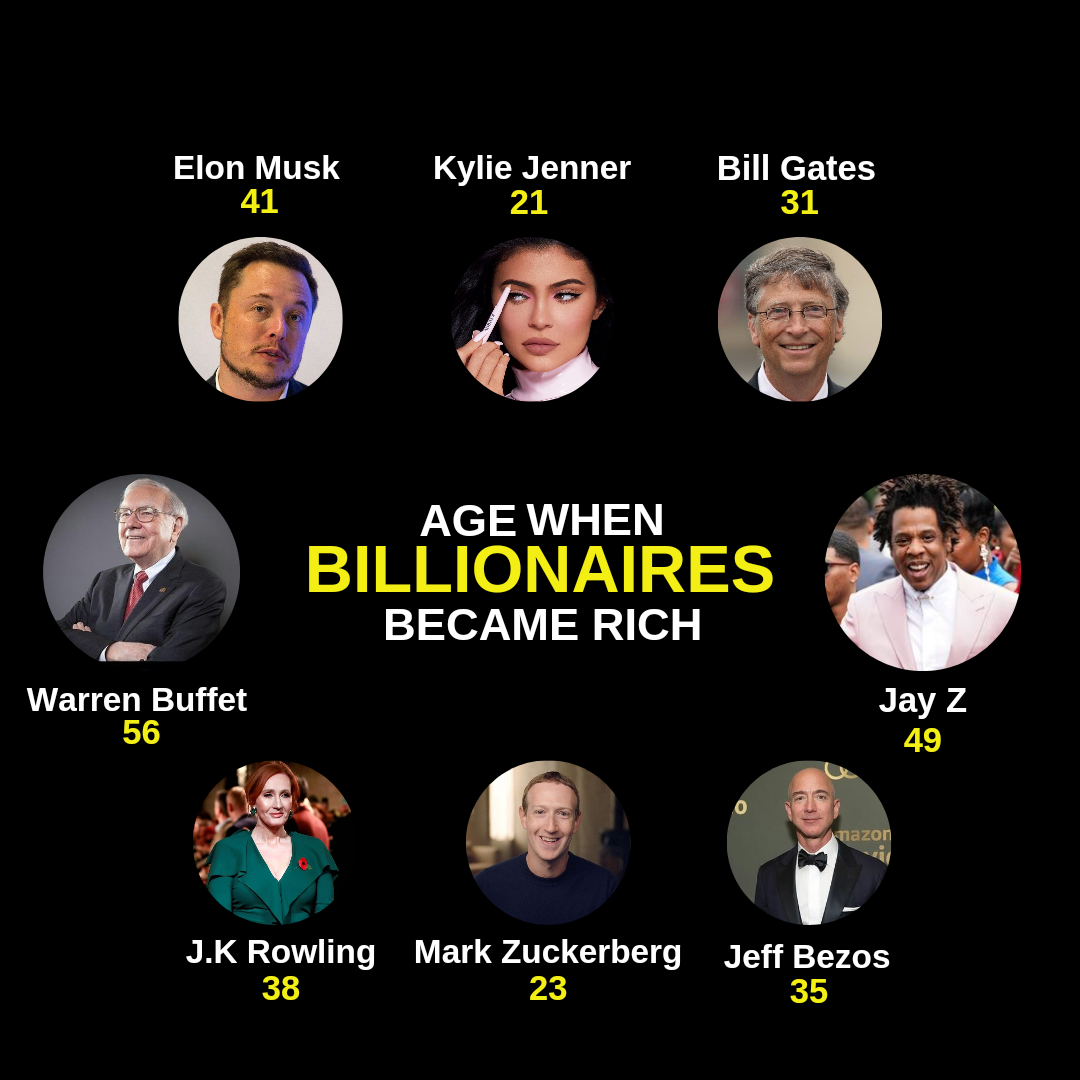 Elon Musk
41
Kylie Jenner
21
Bill Gates
31
AGE WHEN
BILLIONAIRES
BECAME RICH
Warren Buffet
56
Jay Z
49
J.K Rowling
38
Mark Zuckerberg
23
Jeff Bezos
35